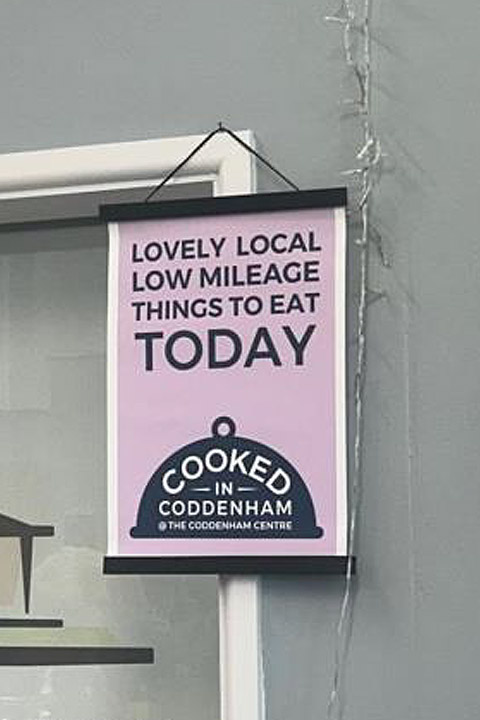 LOVELY LOCAL
LOW MILEAGE
THINGS TO EAT
TODAY
COOKED
IN
CODDENHAM
@ THE CODDENHAM CENTRE